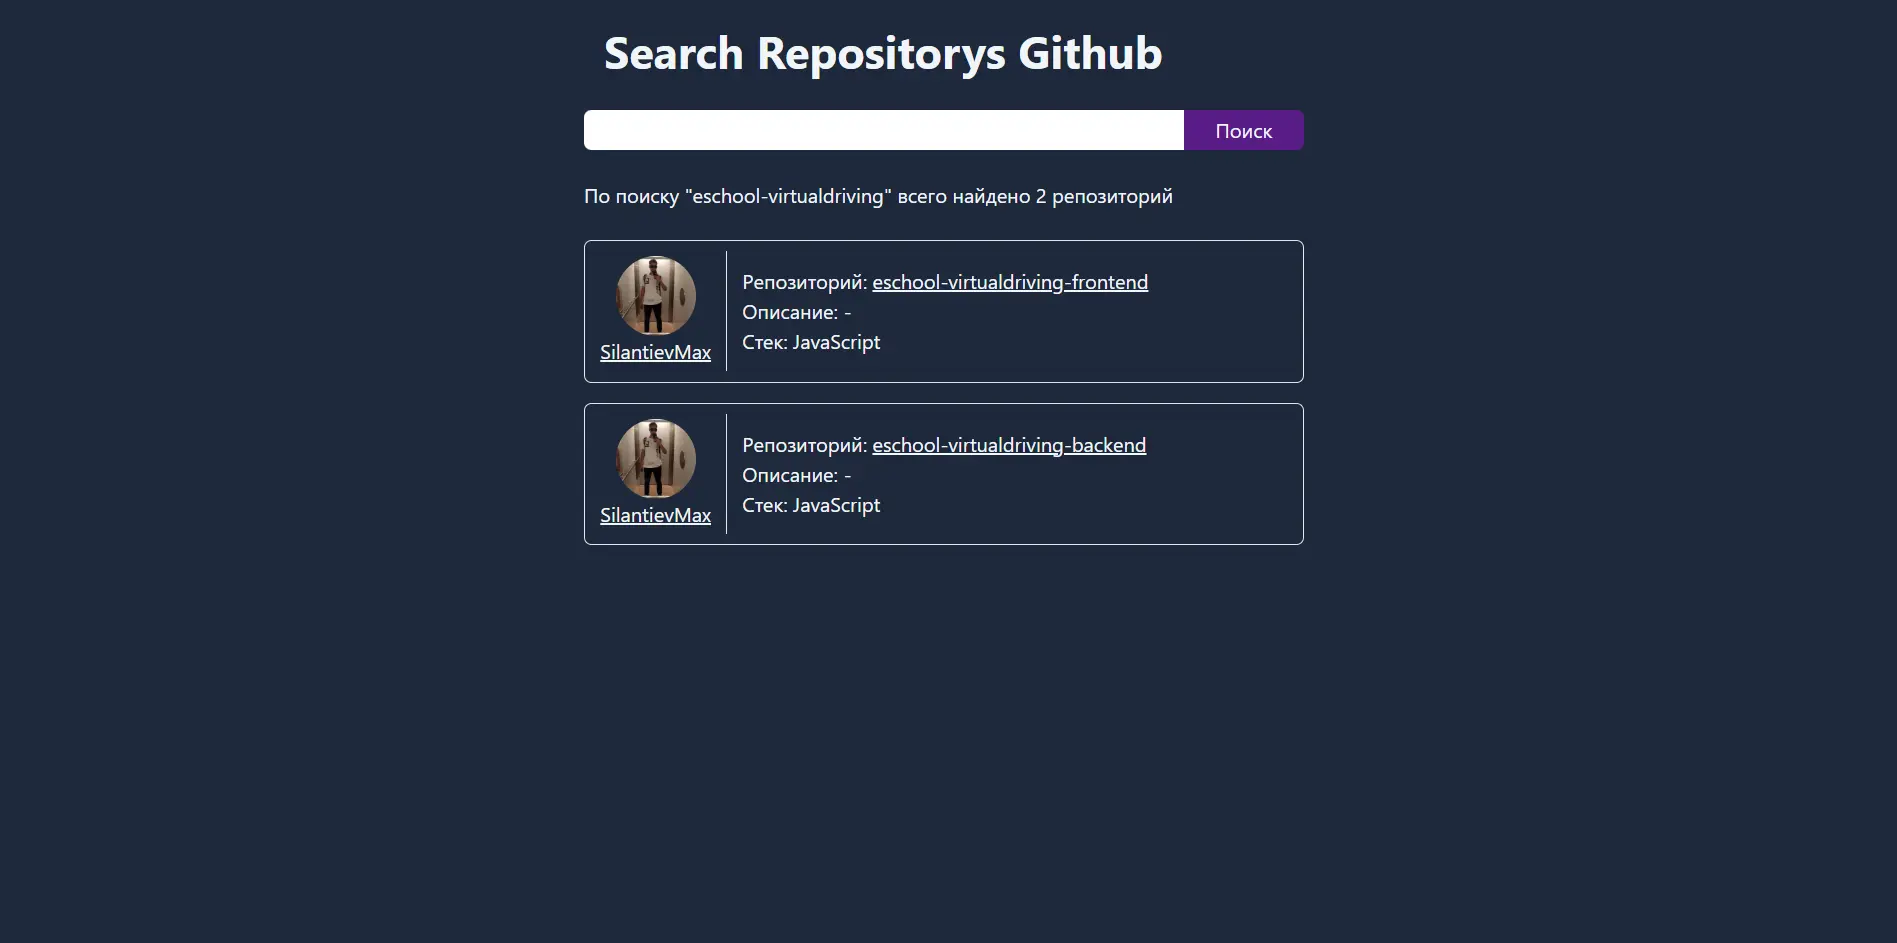 Search Repositorys Github
Поиск
По поиску "eschool-virtualdriving" всего найдено 2 репозиторий
Репозиторий: eschool-virtualdriving-frontend
Описание: -
Стек: JavaScript
SilantievMax
Репозиторий: eschool-virtualdriving-backend
Описание: -
Стек: JavaScript
SilantievMax